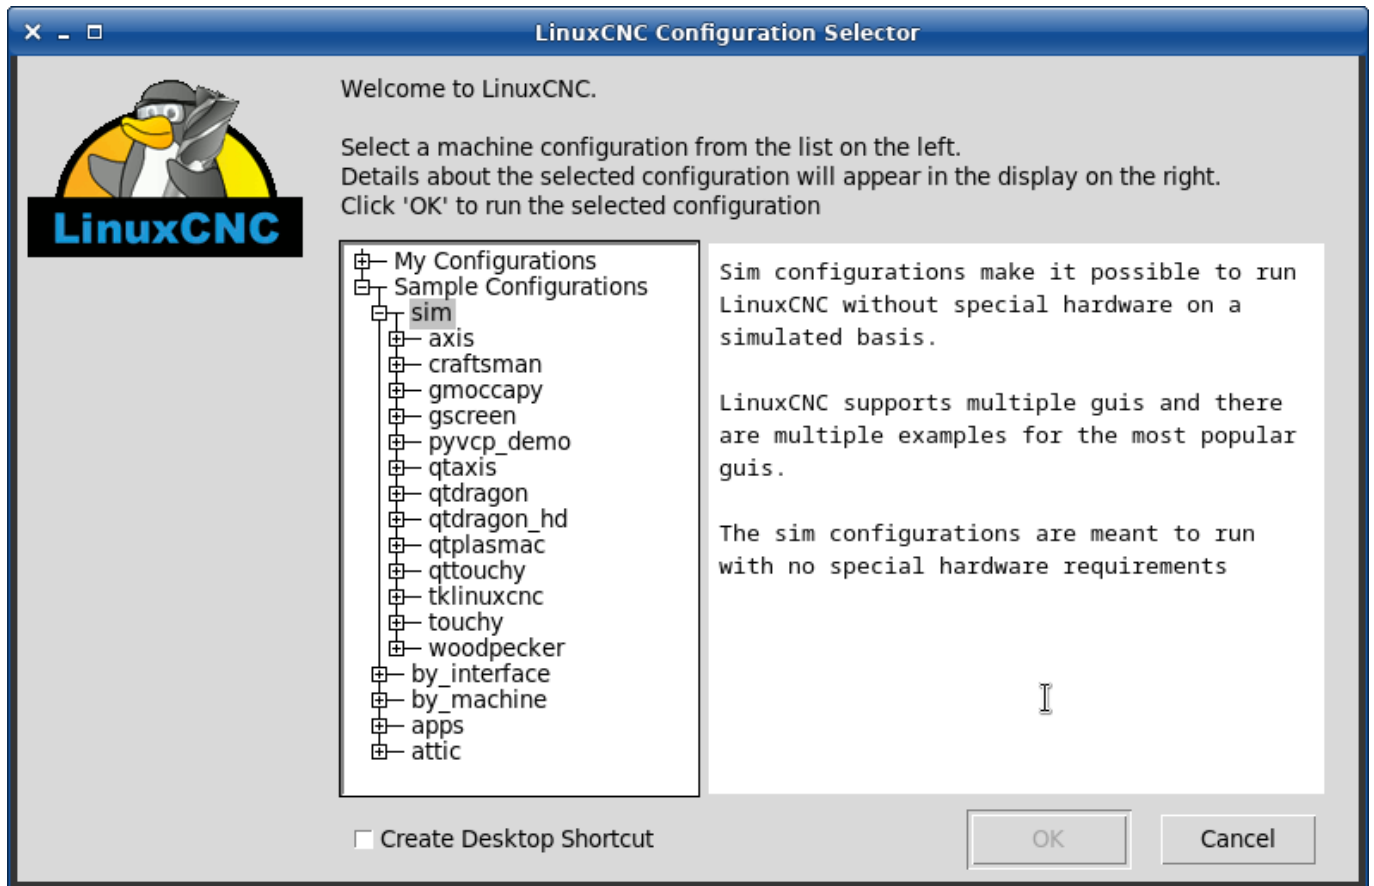 LinuxCNC Configuration Selector
LinuxCNC
Welcome to LinuxCNC.
Select a machine configuration from the list on the left.
Details about the selected configuration will appear in the display on the right.
Click 'OK' to run the selected configuration
My Configurations
Sample Configurations
sim
axis
craftsman
gmoccapy
gscreen
pyvcp_demo
qtaxis
qtdragon
qtdragon_hd
qtplasmac
qttouchy
tklinuxcnc
touchy
woodpecker
by_interface
by_machine
apps
attic
Sim configurations make it possible to run
LinuxCNC without special hardware on a
simulated basis.
LinuxCNC supports multiple guis and there
are multiple examples for the most popular
guis.
The sim configurations are meant to run
with no special hardware requirements
Create Desktop Shortcut
OK
Cancel